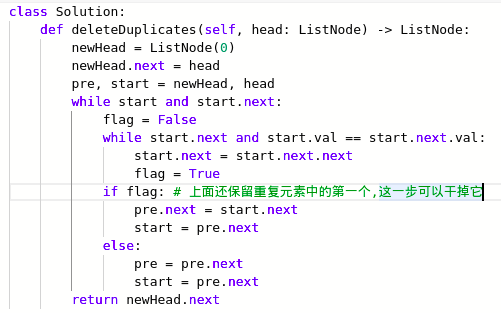 class Solution:
    def deleteDuplicates(self, head: ListNode) -> ListNode:
        newHead = ListNode(0)
        newHead.next = head
        pre, start = newHead, head
        while start and start.next:
            flag = False
            while start.next and start.val == start.next.val:
                start.next = start.next.next
                flag = True
            if flag: # 上面还保留重复元素中的第一个,这一步可以干掉它
                pre.next = start.next
                start = pre.next
            else:
                pre = pre.next
                start = pre.next
        return newHead.next